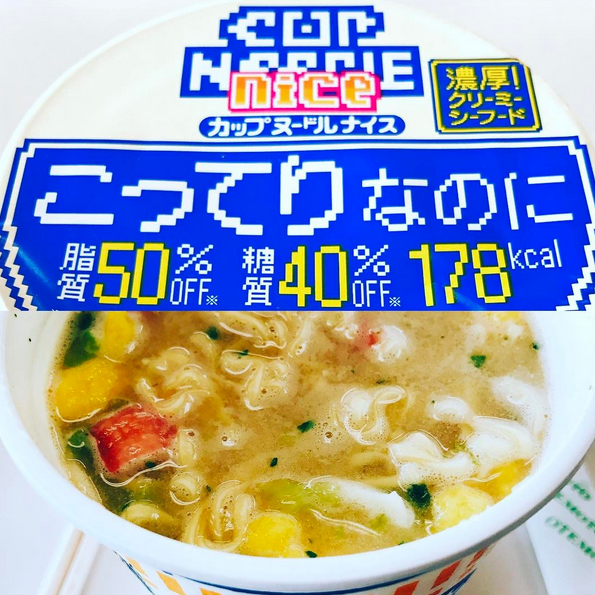 CUP
NOODLE
nice
カップヌードルナイス
濃厚!
クリーミー
シーフード
こってりなのに
脂質50%OFF※ 糖質40%OFF※ 178kcal